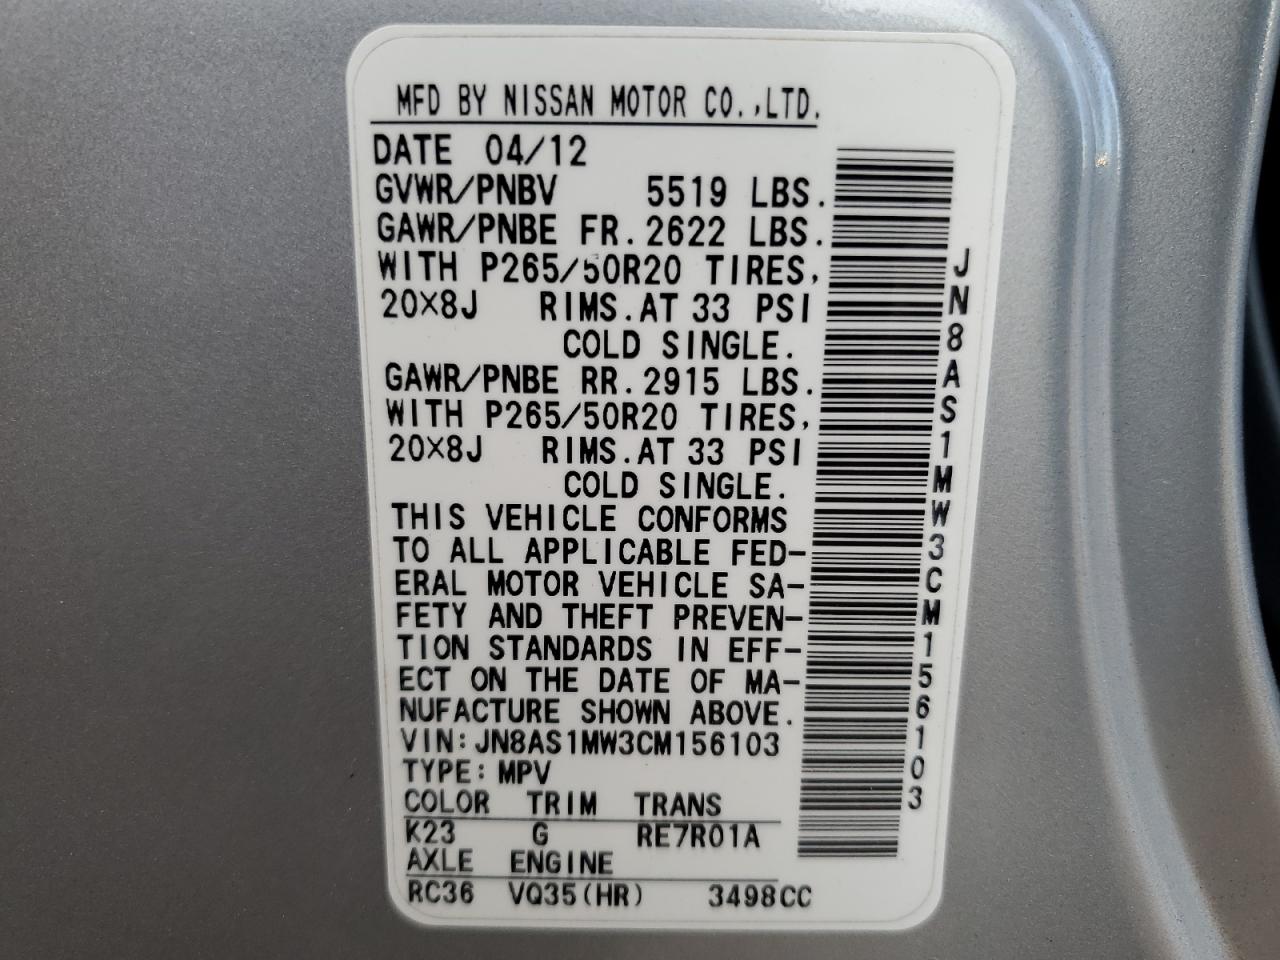 MFD BY NISSAN MOTOR CO.,LTD.
DATE 04/12
GVWR/PNBV 5519 LBS.
GAWR/PNBE FR. 2622 LBS.
WITH P265/50R20 TIRES,
20×8J RIMS. AT 33 PSI
COLD SINGLE.
GAWR/PNBE RR. 2915 LBS.
WITH P265/50R20 TIRES,
20×8J RIMS. AT 33 PSI
COLD SINGLE.
THIS VEHICLE CONFORMS
TO ALL APPLICABLE FED-
ERAL MOTOR VEHICLE SA-
FETY AND THEFT PREVEN-
TION STANDARDS IN EFF-
ECT ON THE DATE OF MA-
NUFACTURE SHOWN ABOVE.
VIN: JN8AS1MW3CM156103
TYPE: MPV
COLOR TRIM TRANS
K23 G RE7R01A
AXLE ENGINE
RC36 VQ35(HR) 3498CC
JN8AS1MW3CM156103